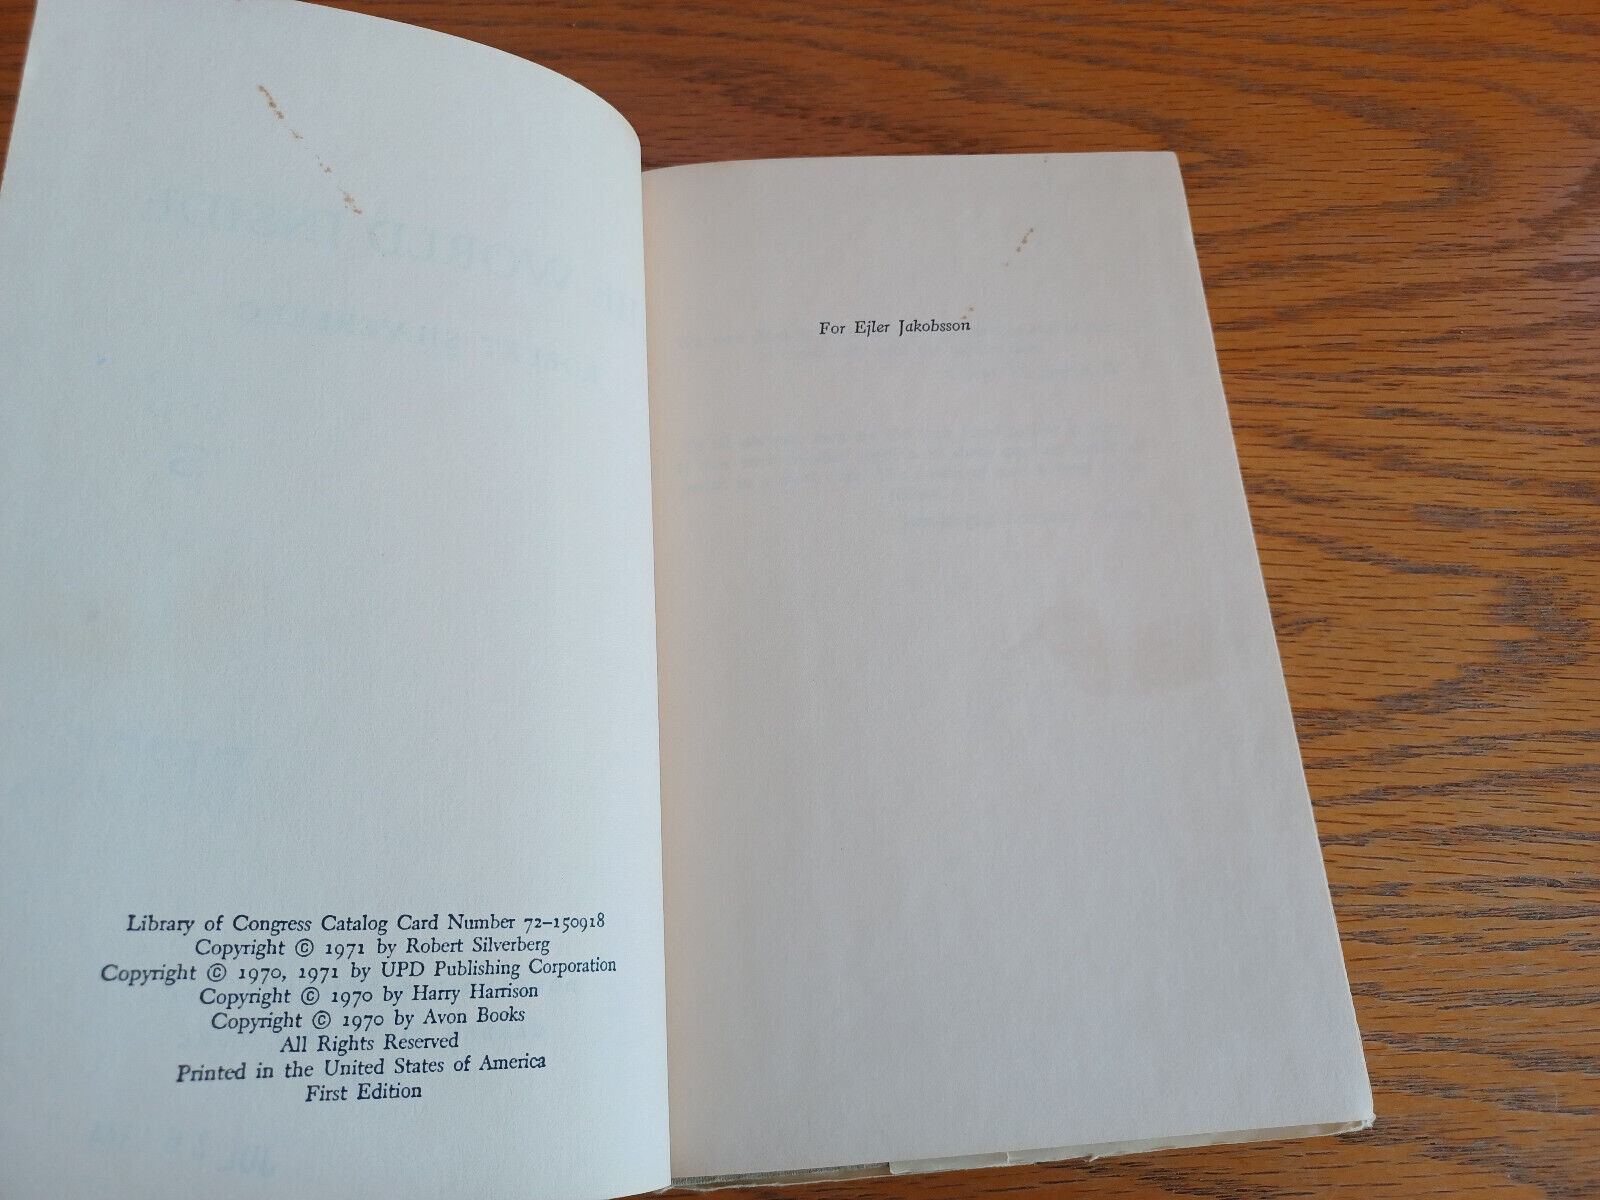 Library of Congress Catalog Card Number 72–150918
Copyright © 1971 by Robert Silverberg
Copyright © 1970, 1971 by UPD Publishing Corporation
Copyright © 1970 by Harry Harrison
Copyright © 1970 by Avon Books
All Rights Reserved
Printed in the United States of America
First Edition
For Ejler Jakobsson